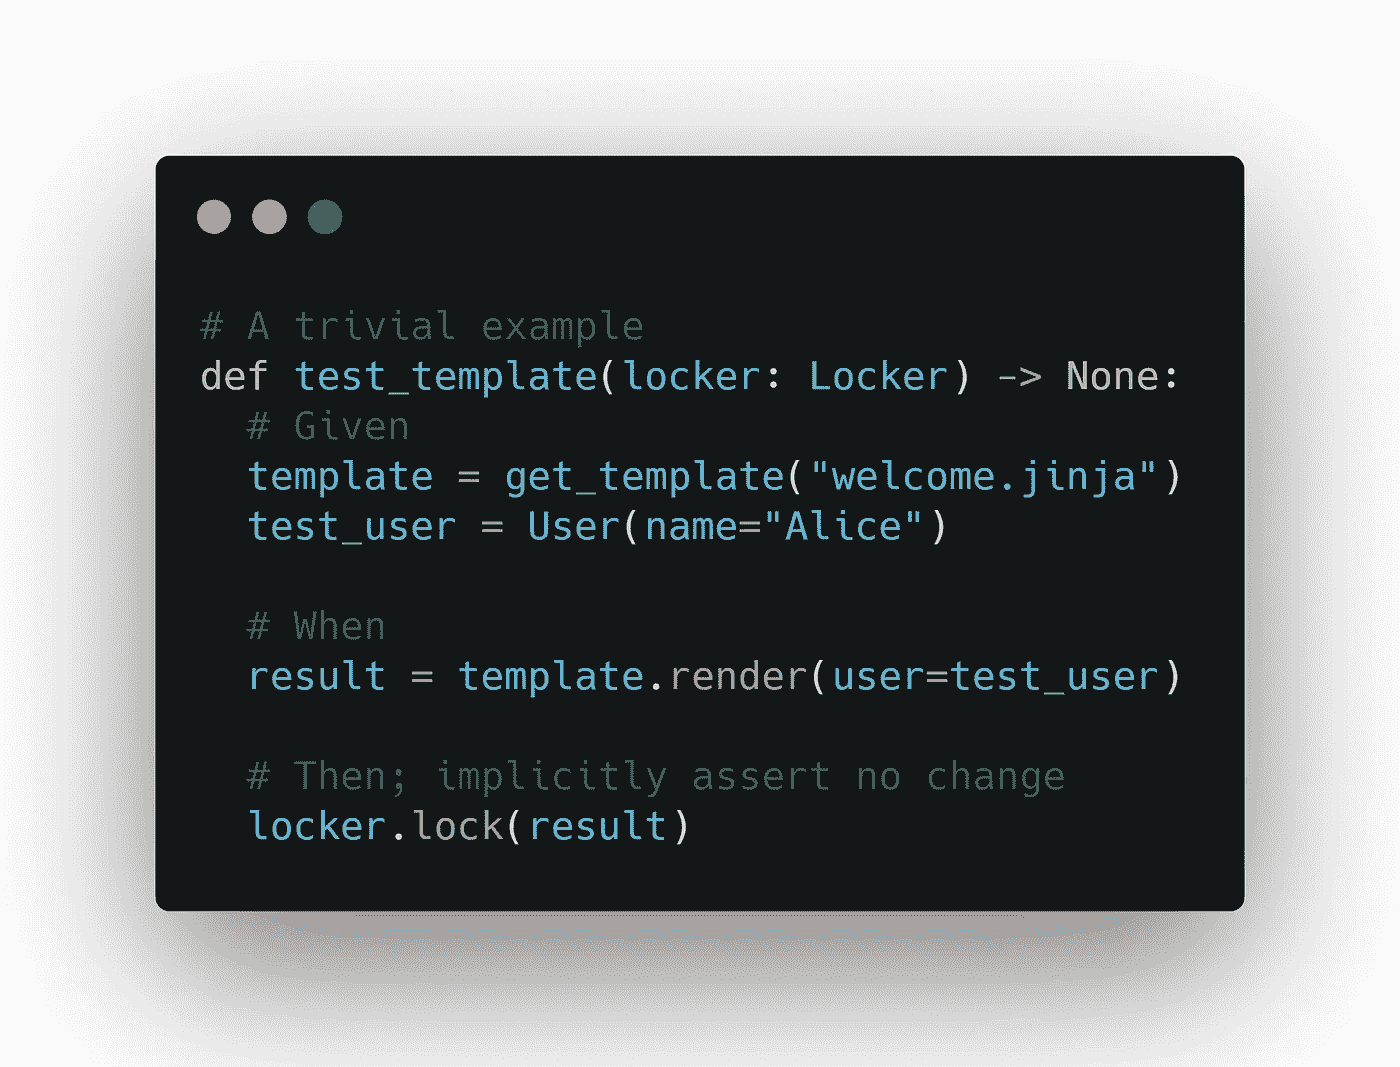 # A trivial example
def test_template(locker: Locker) -> None:
  # Given
  template = get_template("welcome.jinja")
  test_user = User(name="Alice")

  # When
  result = template.render(user=test_user)

  # Then; implicitly assert no change
  locker.lock(result)